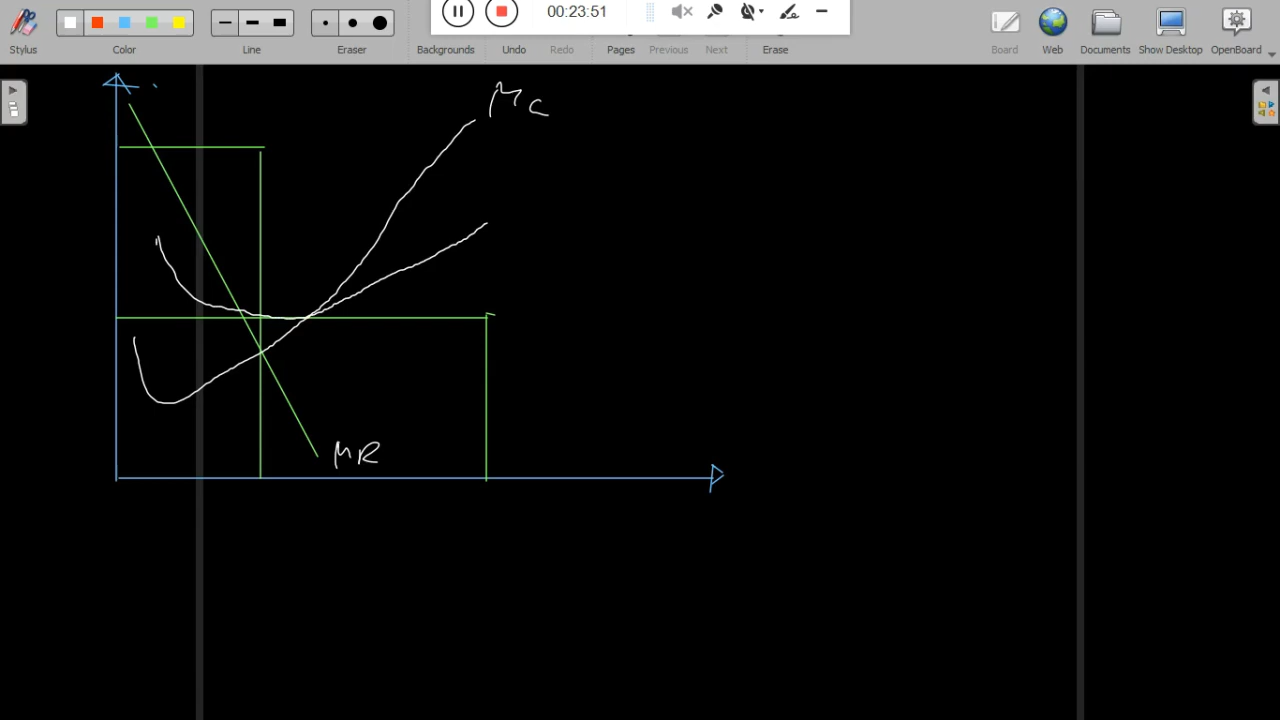 00:23:51
Stylus Color Line Eraser Backgrounds Undo Redo Pages Previous Next Erase Board Web Documents Show Desktop OpenBoard
MC
MR